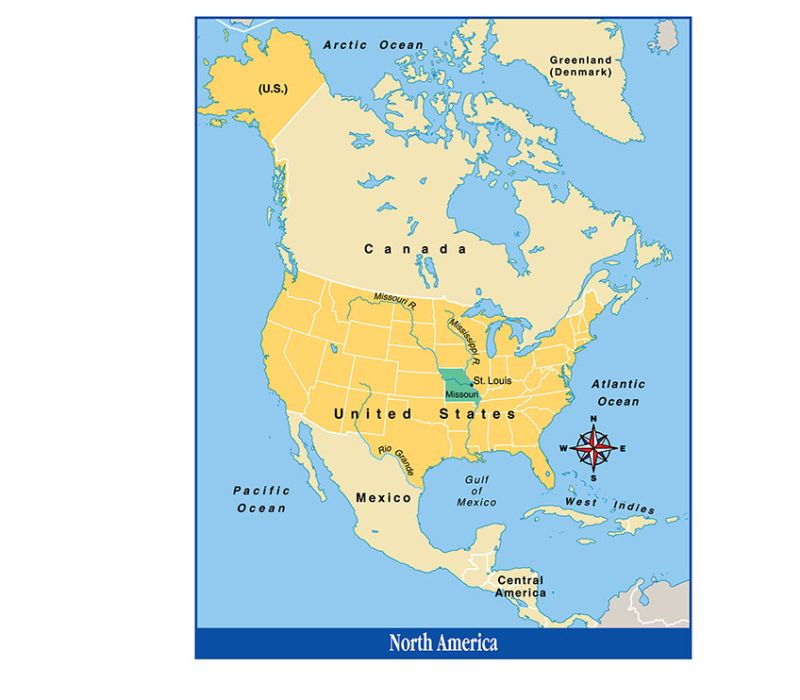 Arctic Ocean
Greenland
(Denmark)
(U.S.)
Canada
Missouri R.
Mississippi R.
St. Louis
Missouri
Atlantic
Ocean
United States
N
W
E
S
Rio Grande
Gulf
of
Mexico
Pacific
Ocean
Mexico
West Indies
Central
America
North America